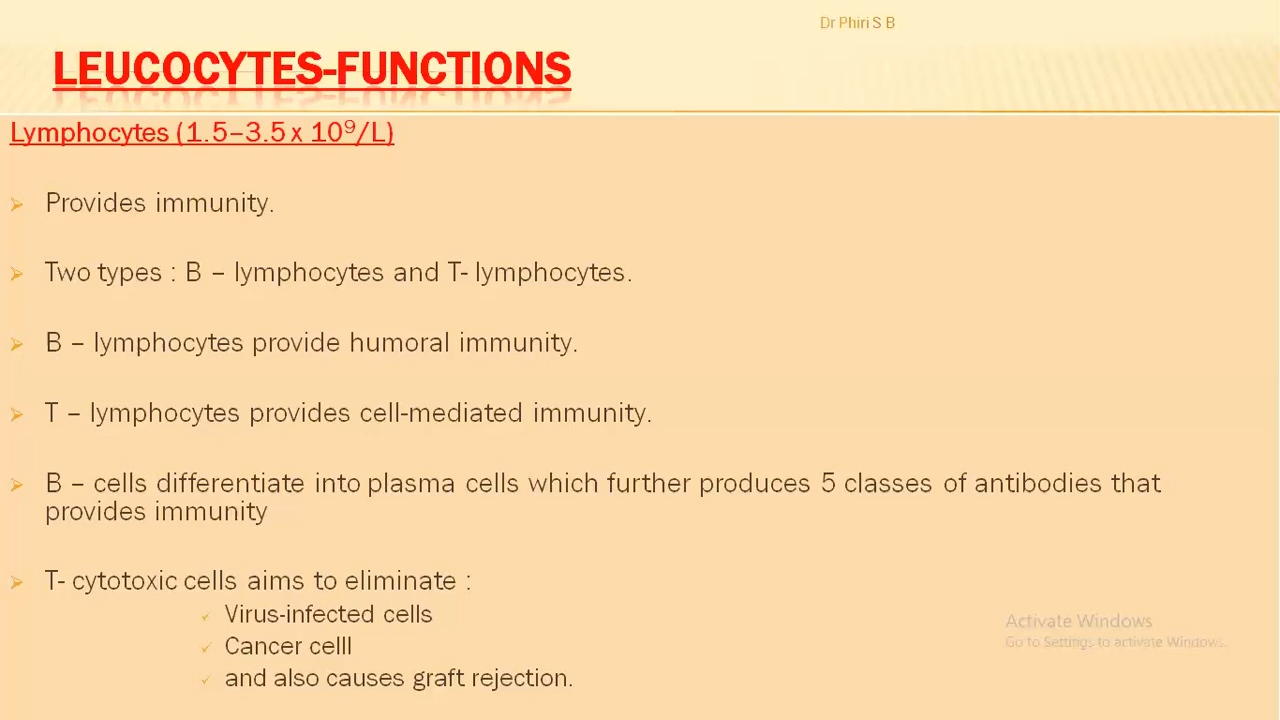 Dr Phiri S B
LEUCOCYTES-FUNCTIONS
Lymphocytes (1.5–3.5 x 10⁹/L)
➢ Provides immunity.
➢ Two types : B – lymphocytes and T- lymphocytes.
➢ B – lymphocytes provide humoral immunity.
➢ T – lymphocytes provides cell-mediated immunity.
➢ B – cells differentiate into plasma cells which further produces 5 classes of antibodies that
provides immunity
➢ T- cytotoxic cells aims to eliminate :
✓ Virus-infected cells
✓ Cancer celll
✓ and also causes graft rejection.
Activate Windows
Go to Settings to activate Windows.